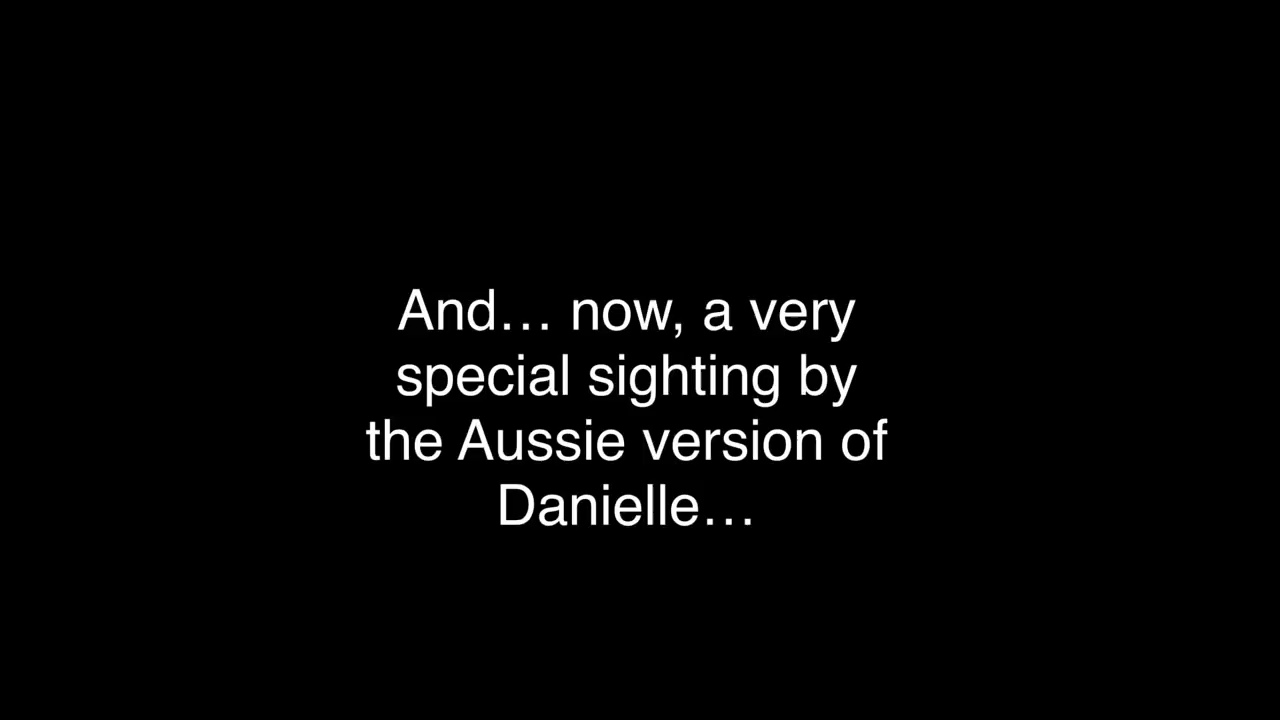 And… now, a very
special sighting by
the Aussie version of
Danielle…